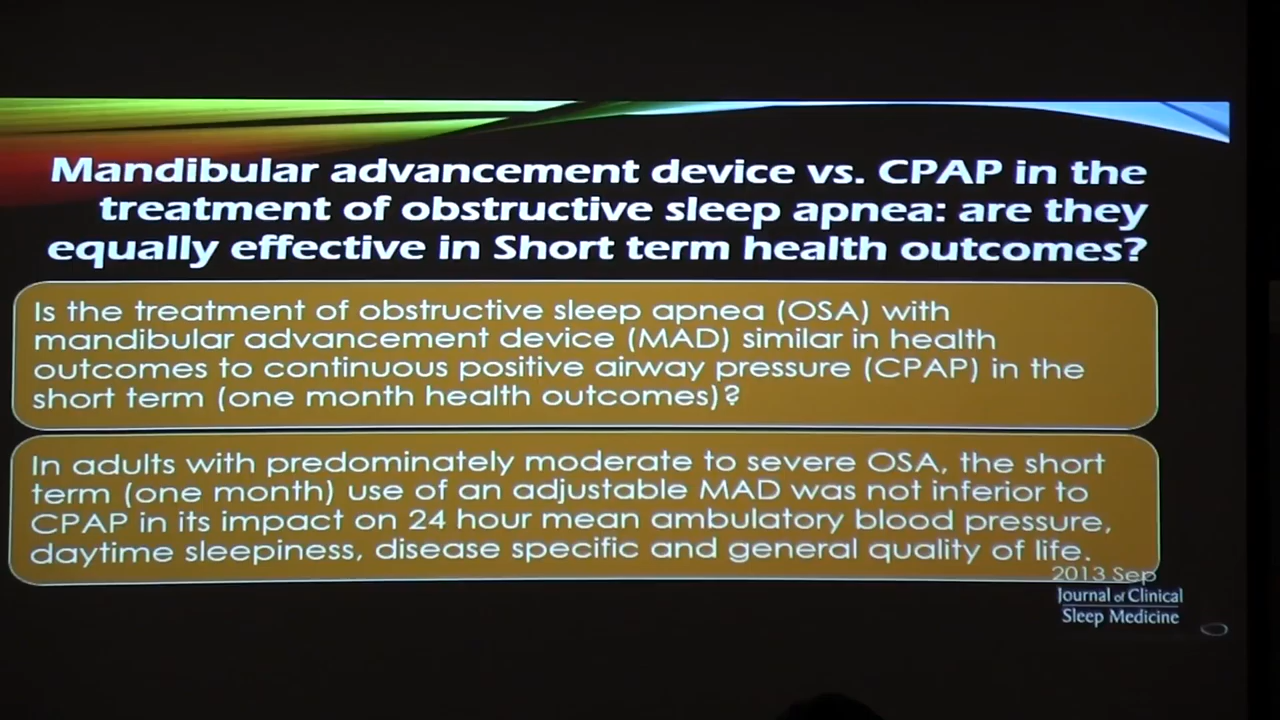 Mandibular advancement device vs. CPAP in the
treatment of obstructive sleep apnea: are they
equally effective in Short term health outcomes?
Is the treatment of obstructive sleep apnea (OSA) with
mandibular advancement device (MAD) similar in health
outcomes to continuous positive airway pressure (CPAP) in the
short term (one month health outcomes)?
In adults with predominately moderate to severe OSA, the short
term (one month) use of an adjustable MAD was not inferior to
CPAP in its impact on 24 hour mean ambulatory blood pressure,
daytime sleepiness, disease specific and general quality of life.
2013 Sep
Journal of Clinical
Sleep Medicine